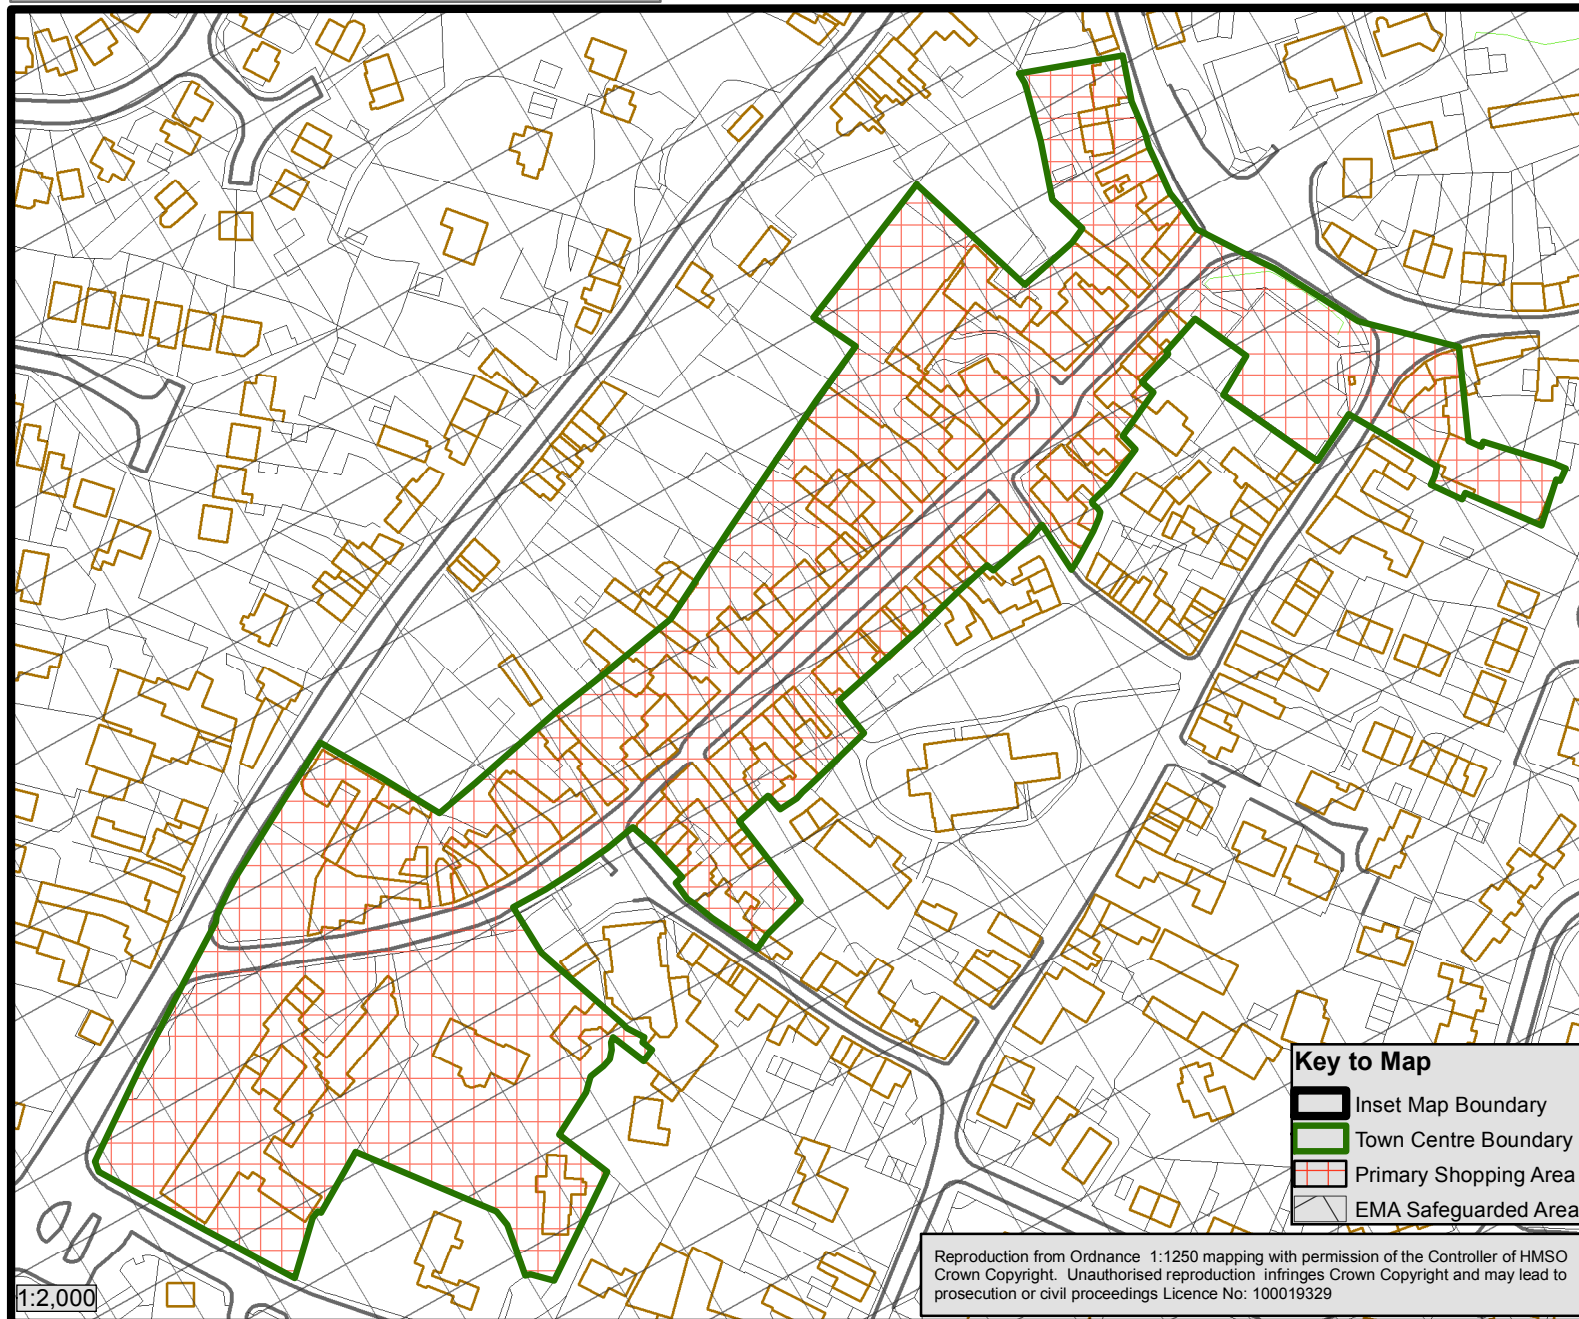 Key to Map
Inset Map Boundary
Town Centre Boundary
Primary Shopping Area
EMA Safeguarded Area
Reproduction from Ordnance 1:1250 mapping with permission of the Controller of HMSO
Crown Copyright. Unauthorised reproduction infringes Crown Copyright and may lead to
prosecution or civil proceedings Licence No: 100019329
1:2,000